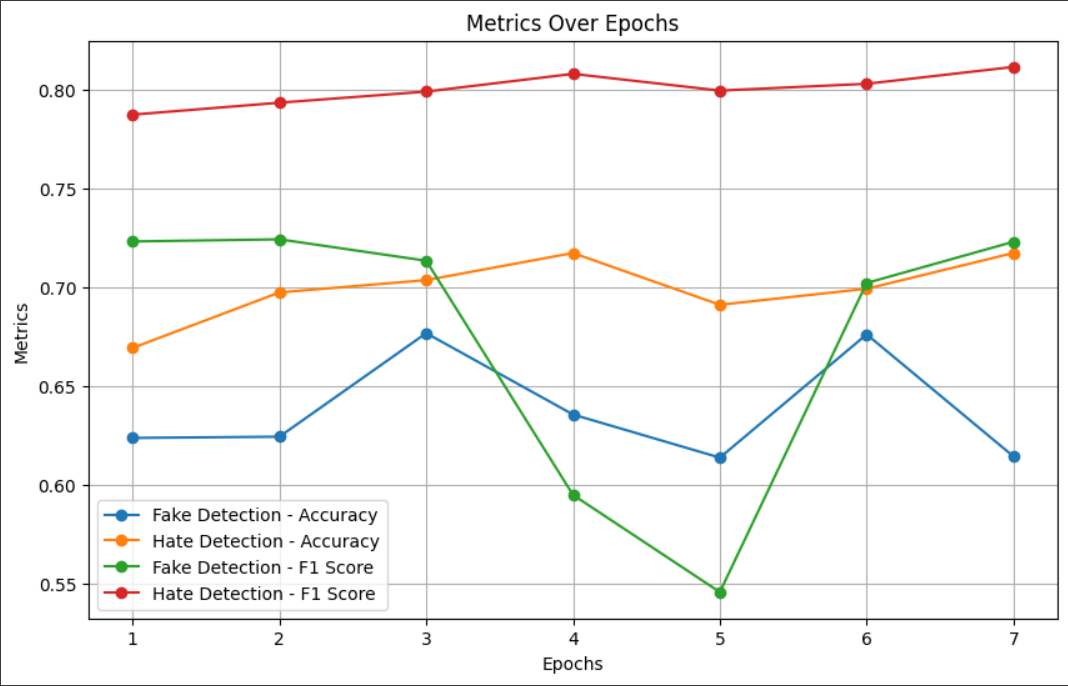 Metrics Over Epochs
Metrics
0.80
0.75
0.70
0.65
0.60
0.55
Fake Detection - Accuracy
Hate Detection - Accuracy
Fake Detection - F1 Score
Hate Detection - F1 Score
1 2 3 4 5 6 7
Epochs